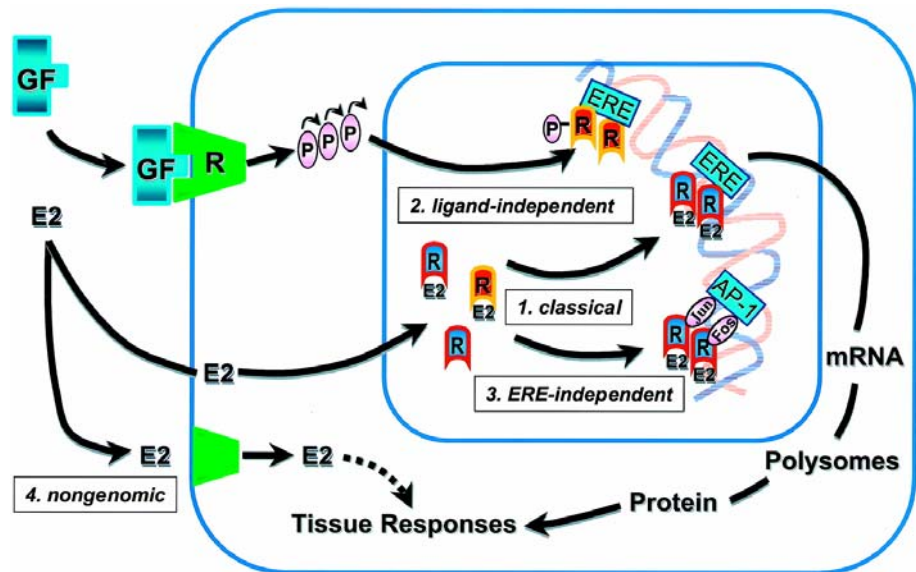 GF
GF
R
P P P
P
R
R
ERE
2. ligand-independent
ERE
R
R
E2
E2
E2
R
E2
R
E2
R
1. classical
AP-1
Jun
Fos
R
R
E2
E2
3. ERE-independent
E2
mRNA
E2
E2
Polysomes
4. nongenomic
Protein
Tissue Responses